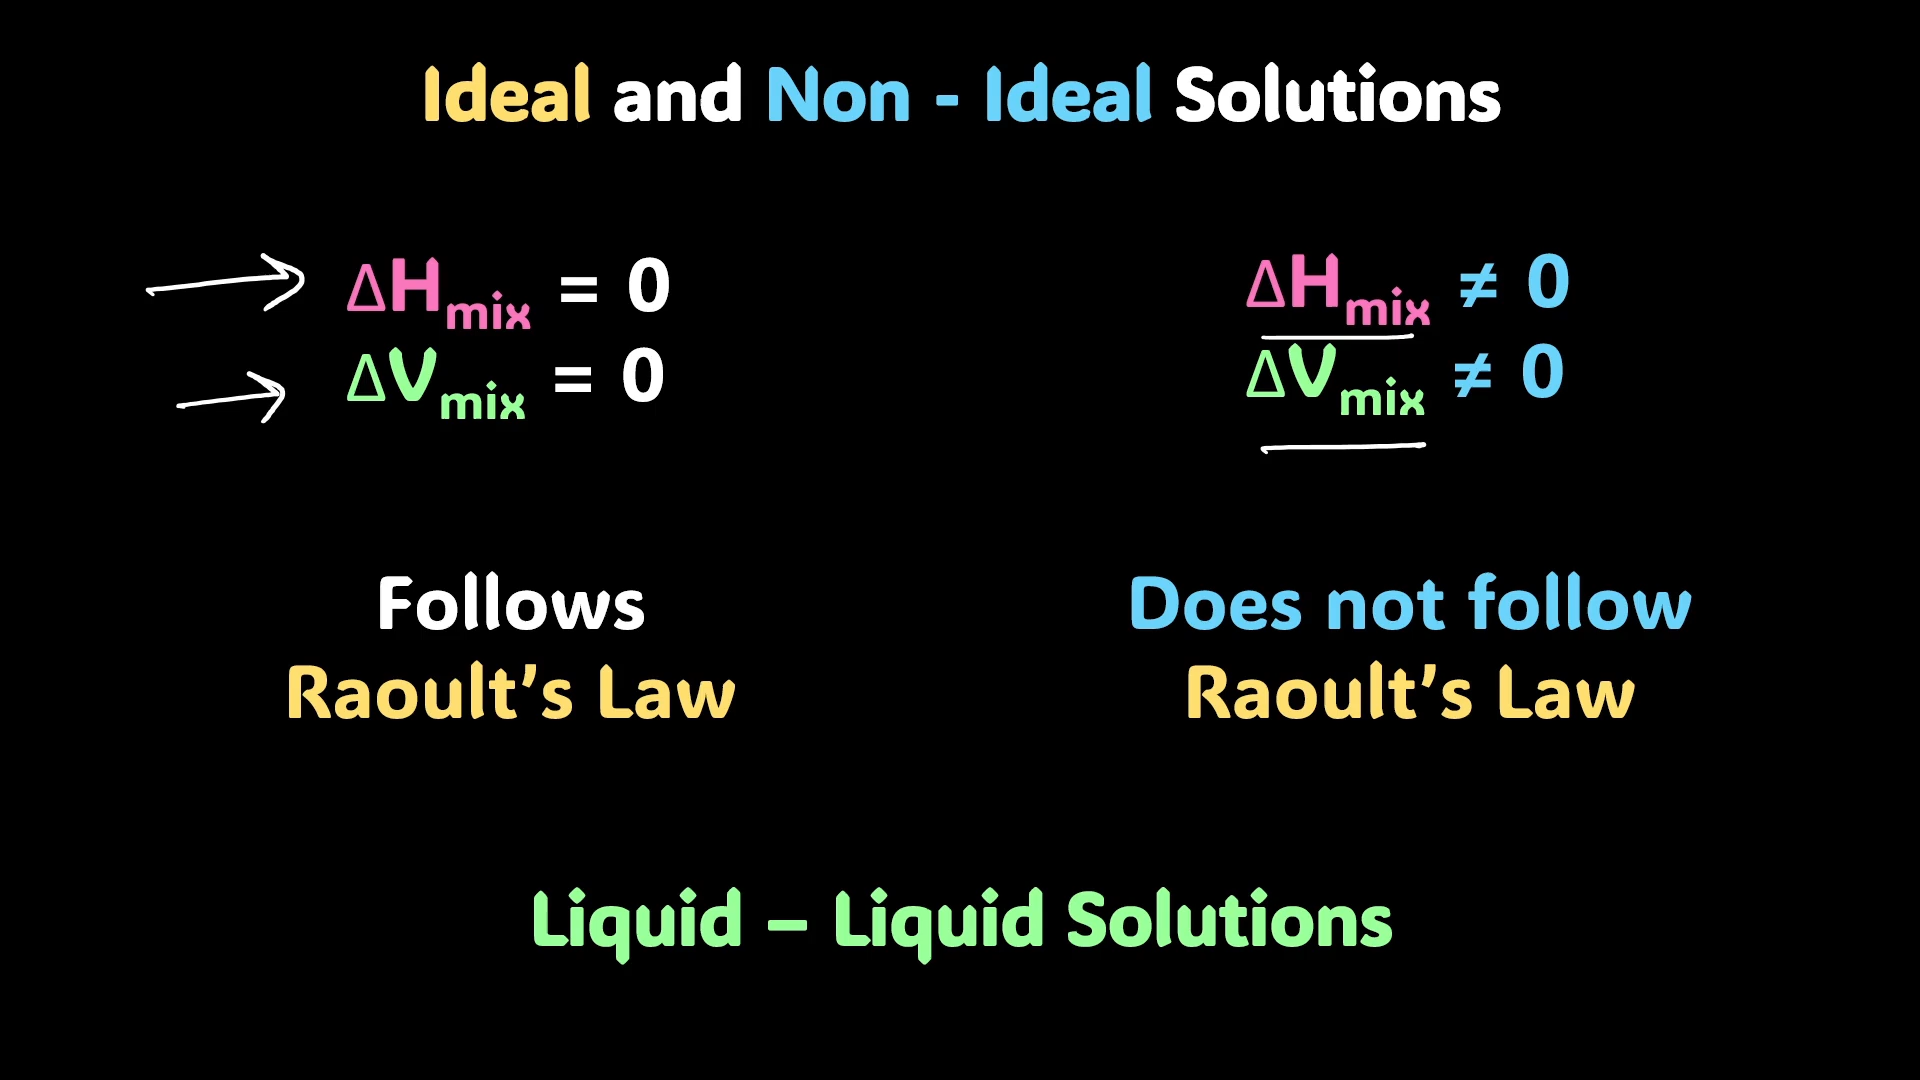 Ideal and Non - Ideal Solutions
ΔHmix = 0
ΔVmix = 0
ΔHmix ≠ 0
ΔVmix ≠ 0
Follows
Raoult’s Law
Does not follow
Raoult’s Law
Liquid – Liquid Solutions